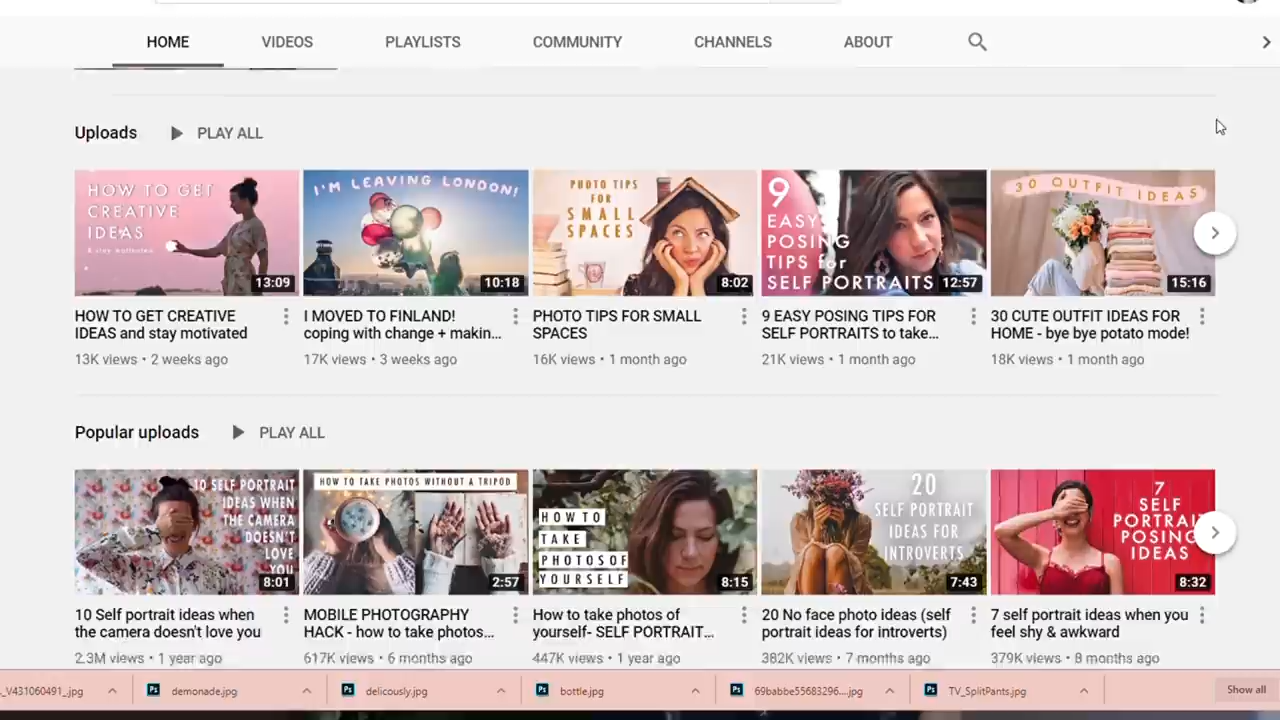 HOME VIDEOS PLAYLISTS COMMUNITY CHANNELS ABOUT
Uploads PLAY ALL
HOW TO GET
CREATIVE
IDEAS
& stay motivated
13:09
I'M LEAVING LONDON!
10:18
PHOTO TIPS
FOR
SMALL
SPACES
8:02
9
EASY
POSING
TIPS for
SELF PORTRAITS
12:57
30 OUTFIT IDEAS
15:16
HOW TO GET CREATIVE
IDEAS and stay motivated
13K views • 2 weeks ago
I MOVED TO FINLAND!
coping with change + makin...
17K views • 3 weeks ago
PHOTO TIPS FOR SMALL
SPACES
16K views • 1 month ago
9 EASY POSING TIPS FOR
SELF PORTRAITS to take...
21K views • 1 month ago
30 CUTE OUTFIT IDEAS FOR
HOME - bye bye potato mode!
18K views • 1 month ago
Popular uploads PLAY ALL
10 SELF PORTRAIT
IDEAS WHEN
THE CAMERA
DOESN'T
LOVE
YOU
8:01
HOW TO TAKE PHOTOS WITHOUT A TRIPOD
2:57
HOW TO
TAKE
PHOTOS OF
YOURSELF
8:15
20
SELF PORTRAIT
IDEAS FOR
INTROVERTS
7:43
7
SELF
PORTRAIT
POSING
IDEAS
8:32
10 Self portrait ideas when
the camera doesn't love you
2.3M views • 1 year ago
MOBILE PHOTOGRAPHY
HACK - how to take photos...
617K views • 6 months ago
How to take photos of
yourself- SELF PORTRAIT...
447K views • 1 year ago
20 No face photo ideas (self
portrait ideas for introverts)
382K views • 7 months ago
7 self portrait ideas when you
feel shy & awkward
379K views • 8 months ago
_V431060491_.jpg demonade.jpg deliciously.jpg bottle.jpg 69babbe55683296....jpg TV_SplitPants.jpg Show all